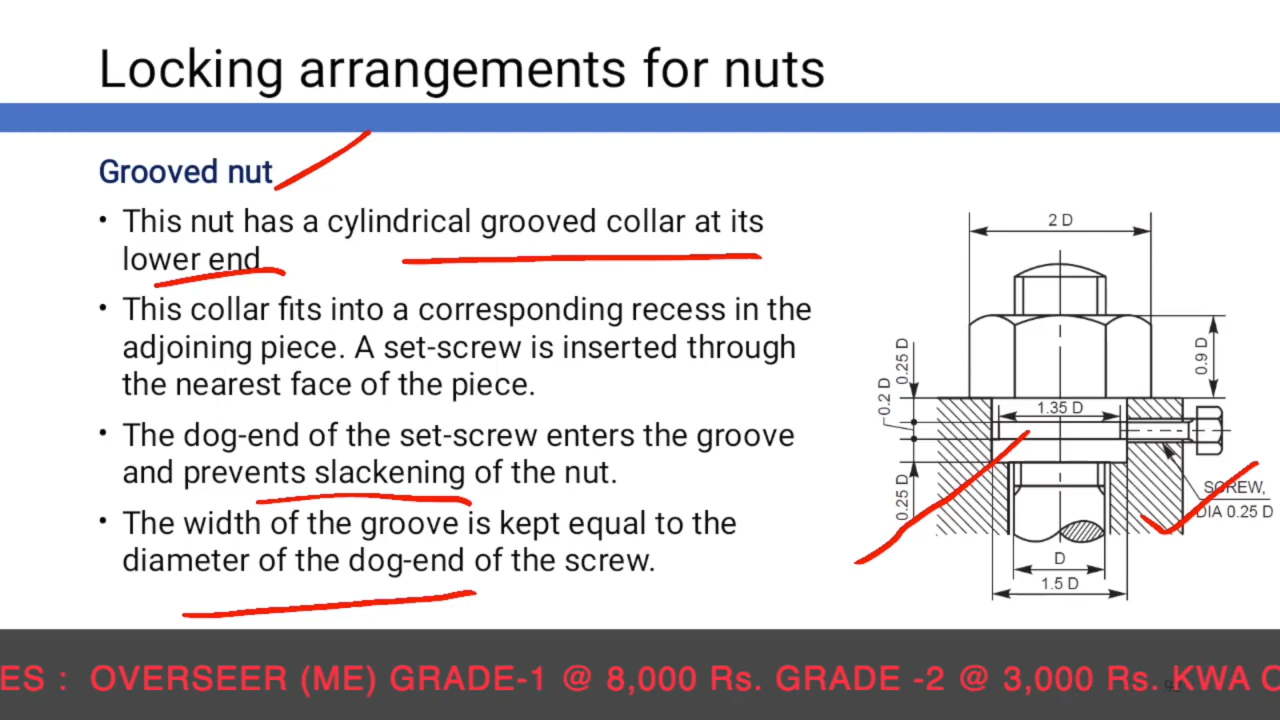 Locking arrangements for nuts
Grooved nut
• This nut has a cylindrical grooved collar at its
lower end
• This collar fits into a corresponding recess in the
adjoining piece. A set-screw is inserted through
the nearest face of the piece.
• The dog-end of the set-screw enters the groove
and prevents slackening of the nut.
• The width of the groove is kept equal to the
diameter of the dog-end of the screw.
2 D
0.9 D
0.25 D
0.2 D
1.35 D
0.25 D
SCREW,
DIA 0.25 D
D
1.5 D
ES : OVERSEER (ME) GRADE-1 @ 8,000 Rs. GRADE -2 @ 3,000 Rs. KWA